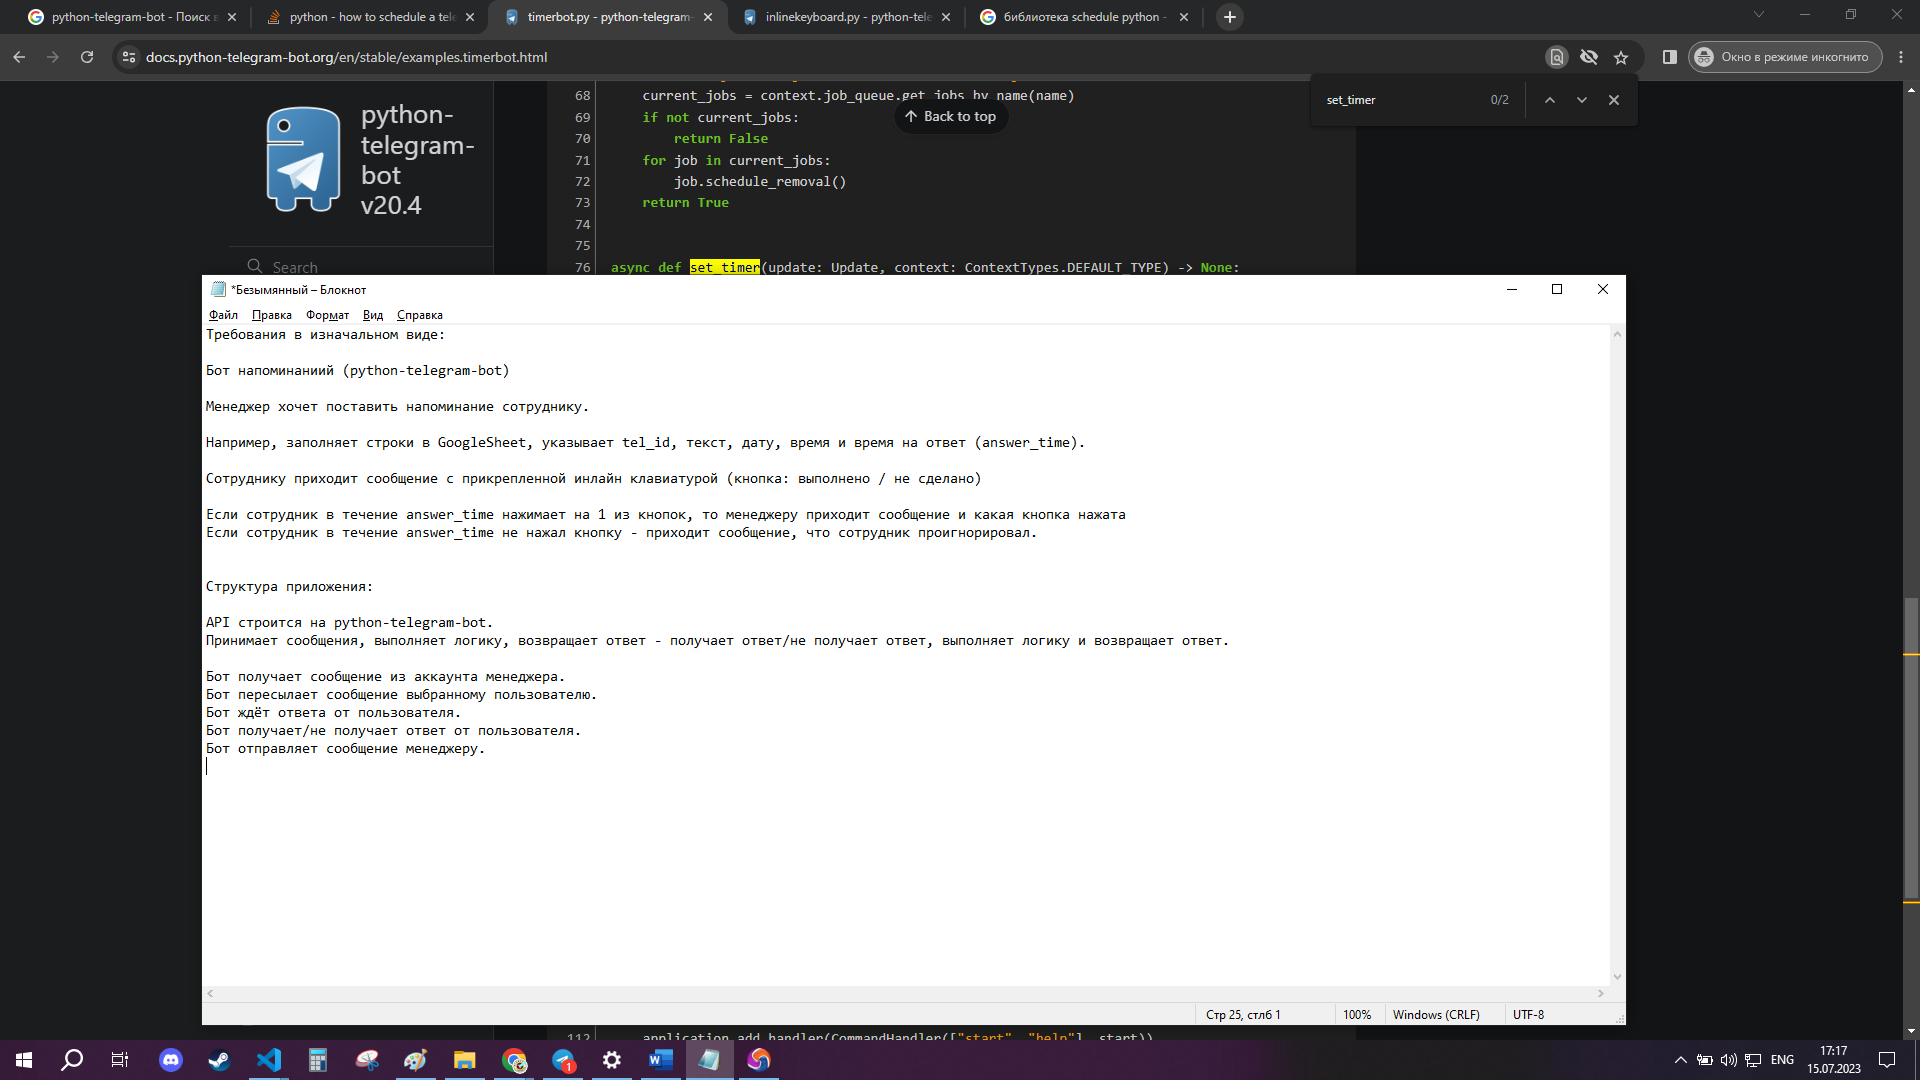 python-telegram-bot - Поиск в
python - how to schedule a tele
timerbot.py - python-telegram-
inlinekeyboard.py - python-tele
библиотека schedule python -
docs.python-telegram-bot.org/en/stable/examples.timerbot.html
Окно в режиме инкогнито
set_timer
0/2
python-
telegram-
bot
v20.4
Search
Back to top
68 current_jobs = context.job_queue.get_jobs_by_name(name)
69 if not current_jobs:
70 return False
71 for job in current_jobs:
72 job.schedule_removal()
73 return True
74
75
76 async def set_timer(update: Update, context: ContextTypes.DEFAULT_TYPE) -> None:
*Безымянный – Блокнот
Файл Правка Формат Вид Справка
Требования в изначальном виде:
Бот напоминаниий (python-telegram-bot)
Менеджер хочет поставить напоминание сотруднику.
Например, заполняет строки в GoogleSheet, указывает tel_id, текст, дату, время и время на ответ (answer_time).
Сотруднику приходит сообщение с прикрепленной инлайн клавиатурой (кнопка: выполнено / не сделано)
Если сотрудник в течение answer_time нажимает на 1 из кнопок, то менеджеру приходит сообщение и какая кнопка нажата
Если сотрудник в течение answer_time не нажал кнопку - приходит сообщение, что сотрудник проигнорировал.
Структура приложения:
API строится на python-telegram-bot.
Принимает сообщения, выполняет логику, возвращает ответ - получает ответ/не получает ответ, выполняет логику и возвращает ответ.
Бот получает сообщение из аккаунта менеджера.
Бот пересылает сообщение выбранному пользователю.
Бот ждёт ответа от пользователя.
Бот получает/не получает ответ от пользователя.
Бот отправляет сообщение менеджеру.
Стр 25, стлб 1
100%
Windows (CRLF)
UTF-8
112 application.add_handler(CommandHandler(["start", "help"], start))
1
ENG
17:17
15.07.2023